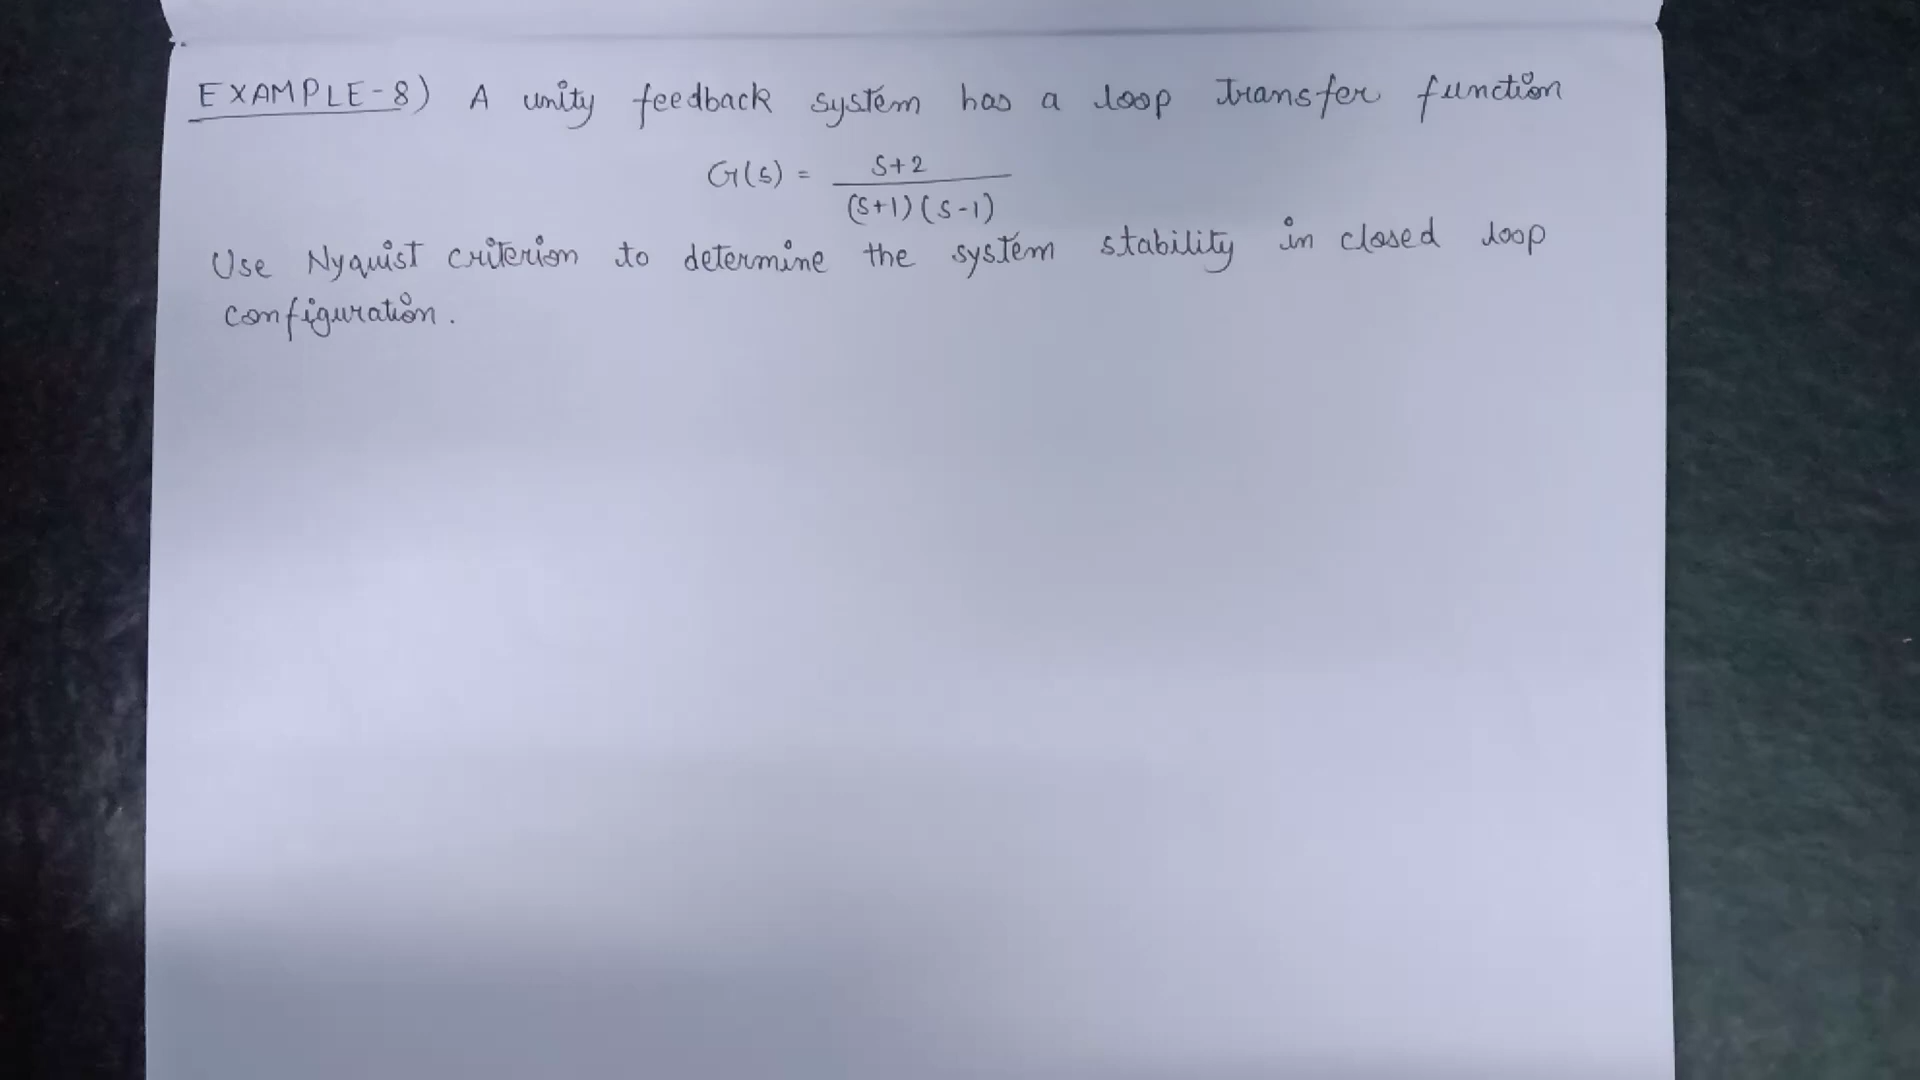 EXAMPLE-8) A unity feedback system has a loop transfer function
G(s) = s+2 / (s+1)(s-1)
Use Nyquist criterion to determine the system stability in closed loop
configuration.